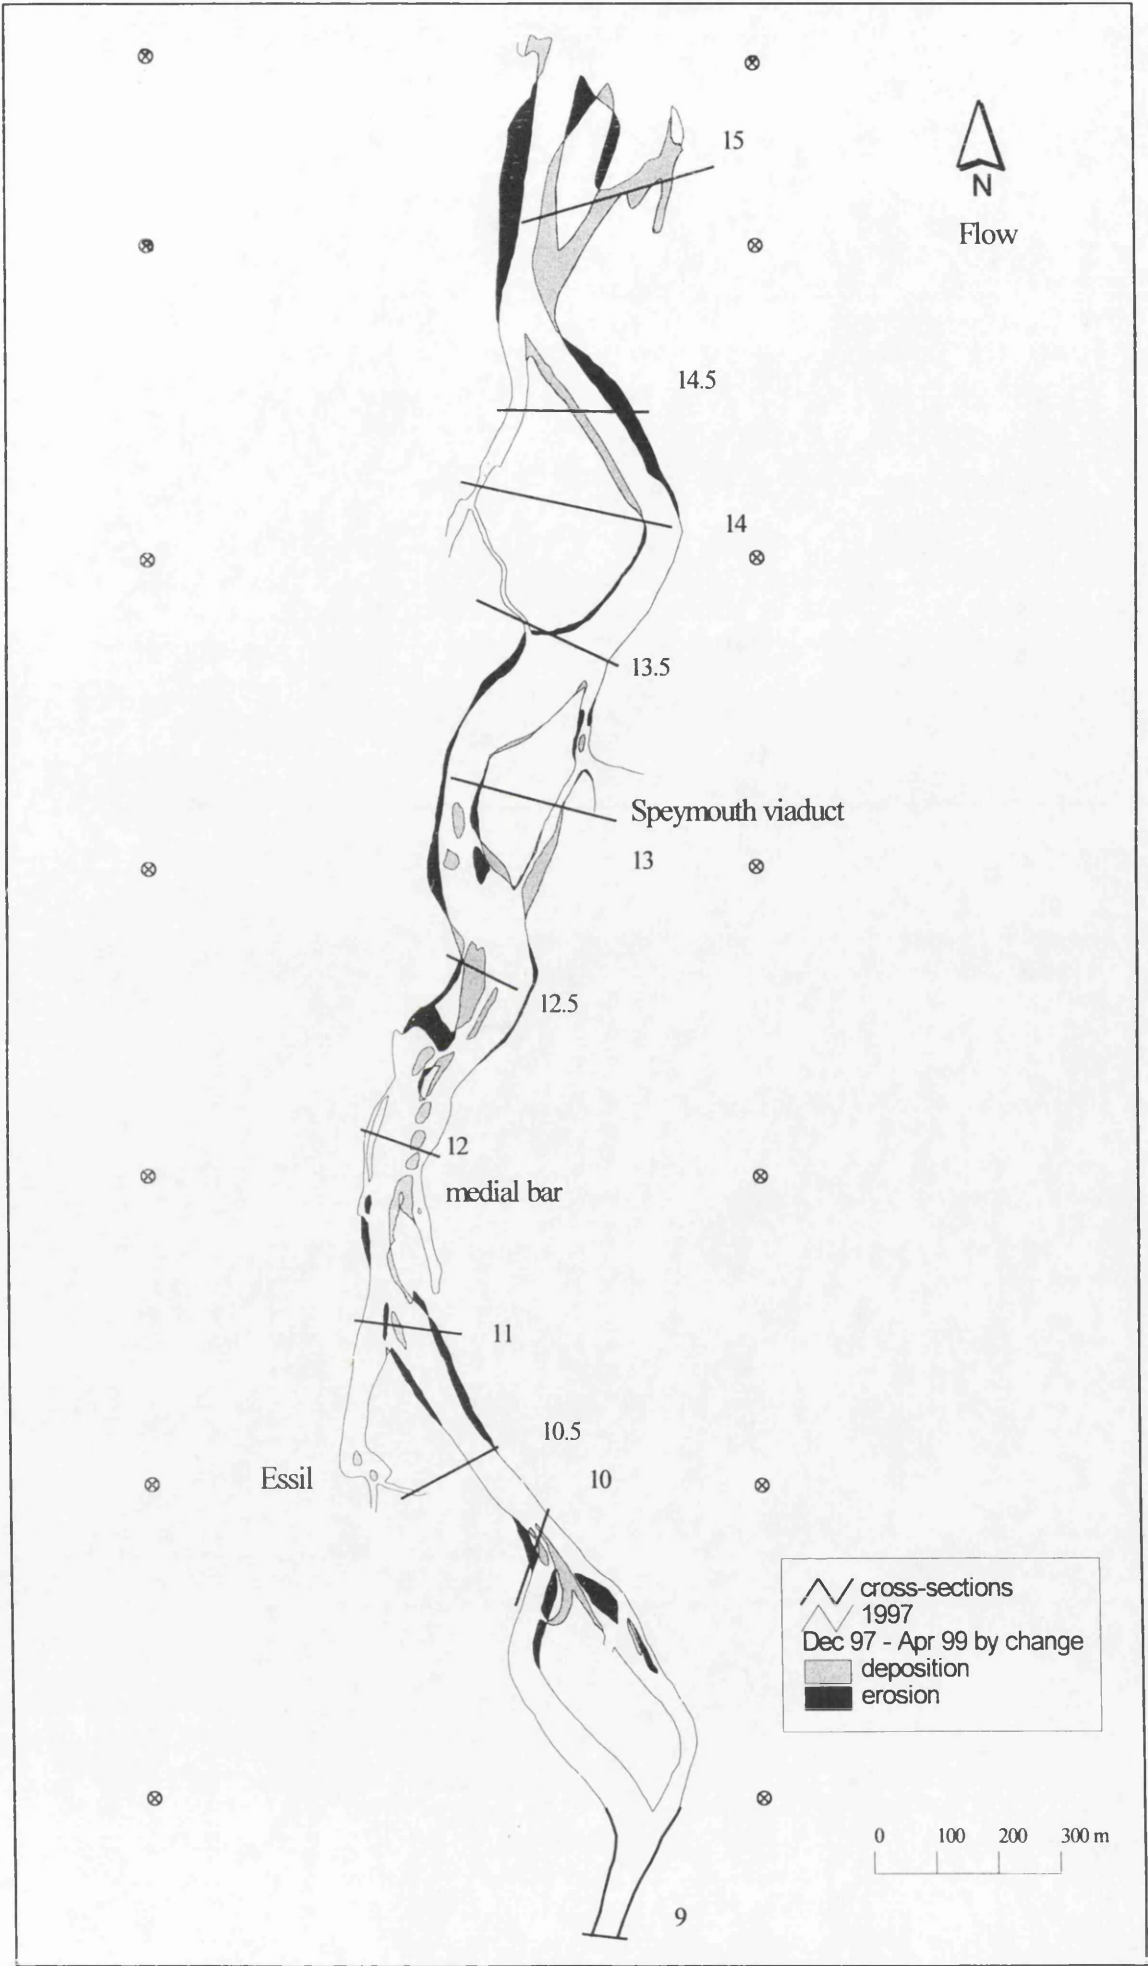 15
N
Flow
14.5
14
13.5
Speymouth viaduct
13
12.5
12
medial bar
11
10.5
Essil
10
cross-sections
1997
Dec 97 - Apr 99 by change
deposition
erosion
0 100 200 300 m
9